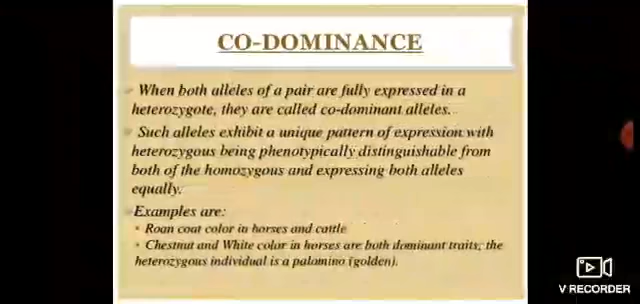 CO-DOMINANCE
When both alleles of a pair are fully expressed in a
heterozygote, they are called co-dominant alleles.
Such alleles exhibit a unique pattern of expression with
heterozygous being phenotypically distinguishable from
both of the homozygous and expressing both alleles
equally.
Examples are:
• Roan coat color in horses and cattle
• Chestnut and White color in horses are both dominant traits; the
heterozygous individual is a palomino (golden).
V RECORDER